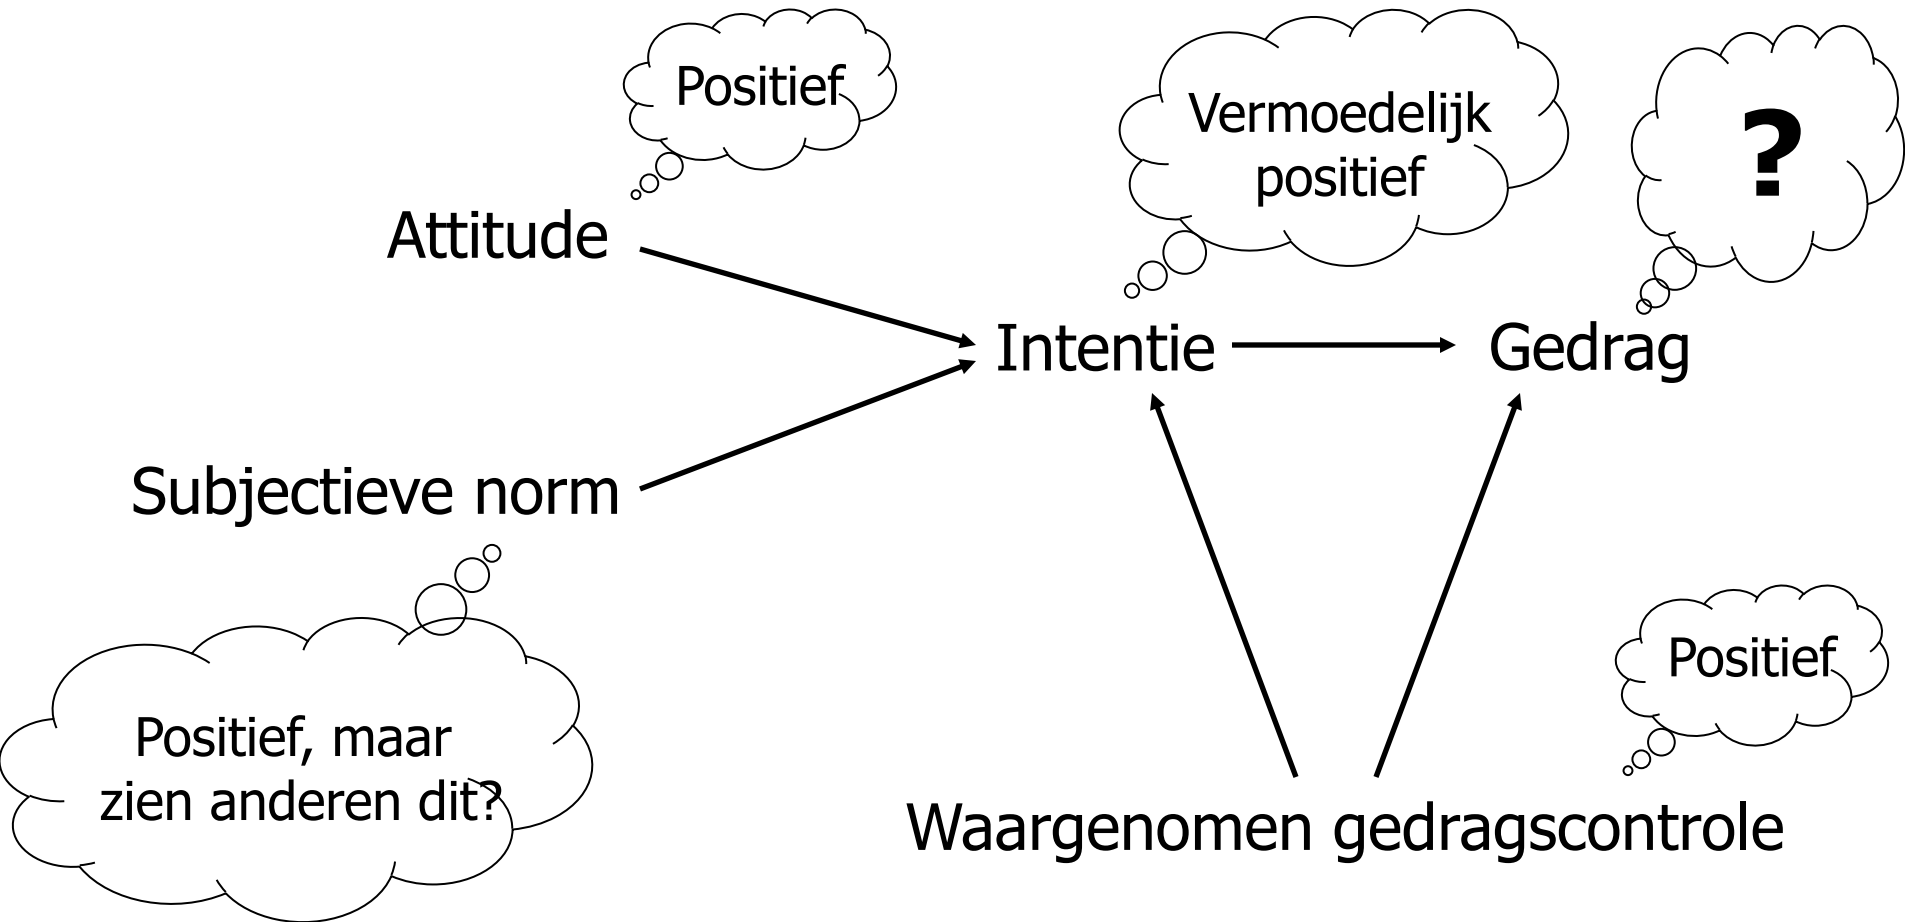 Positief
Vermoedelijk
positief
?
Attitude
Intentie
Gedrag
Subjectieve norm
Positief
Positief, maar
zien anderen dit?
Waargenomen gedragscontrole